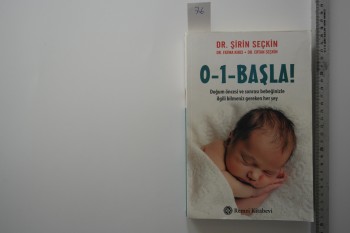 76
DR. ŞİRİN SEÇKİN
0-1-BAŞLA!
Doğum öncesi ve sonrası bebeğinizle
ilgili bilmeniz gereken her şey
Remzi Kitabevi